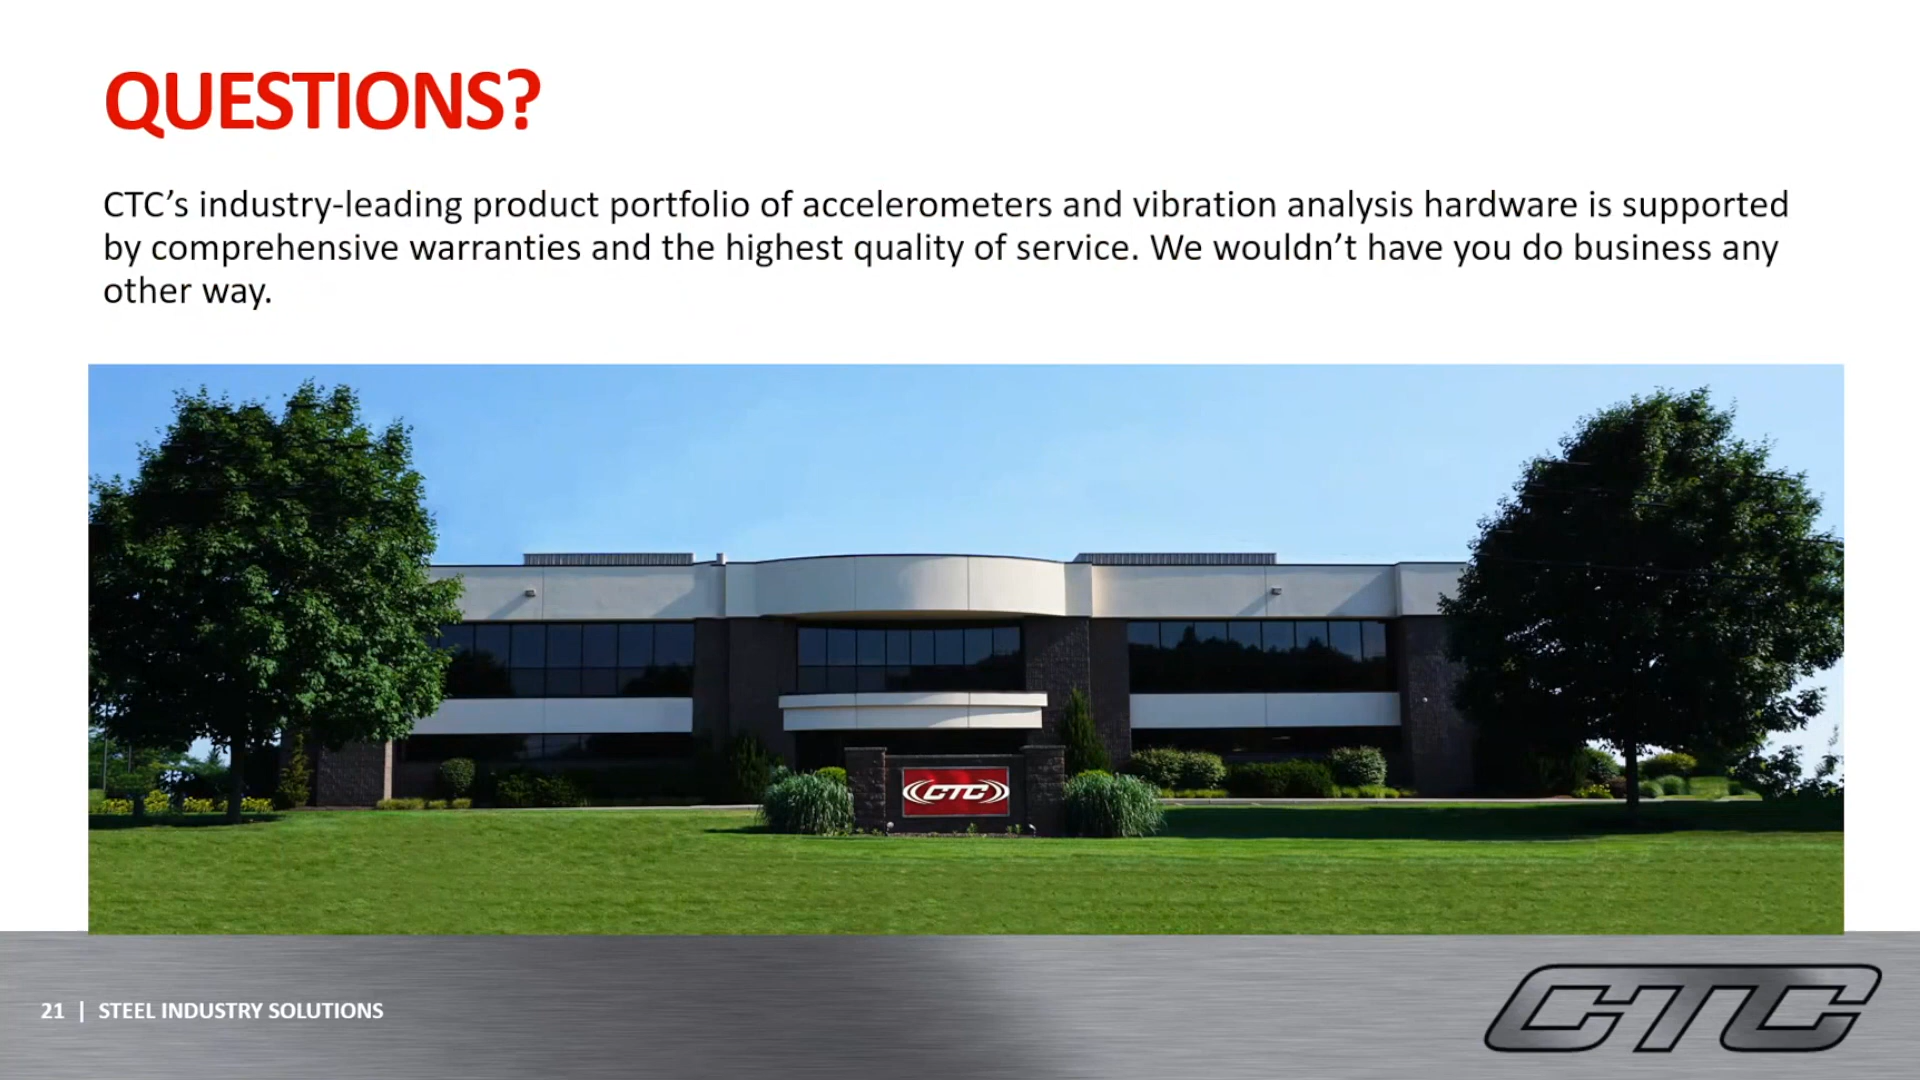 QUESTIONS?
CTC’s industry-leading product portfolio of accelerometers and vibration analysis hardware is supported
by comprehensive warranties and the highest quality of service. We wouldn’t have you do business any
other way.
CTC
21 | STEEL INDUSTRY SOLUTIONS
CTC